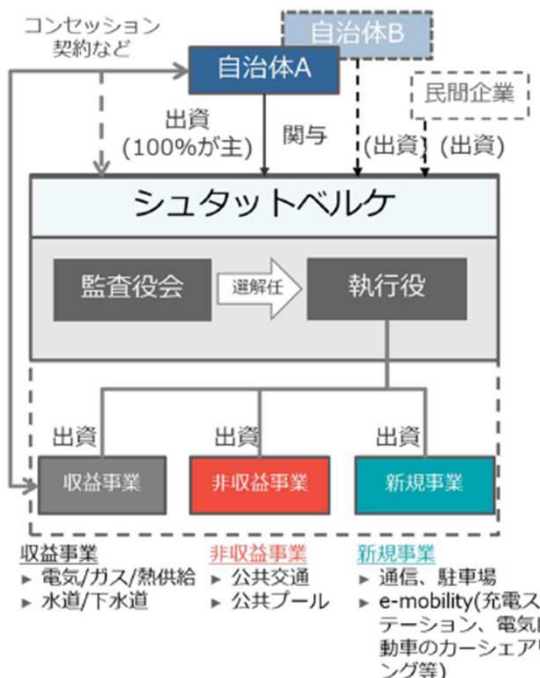 コンセッション
契約など
自治体B
自治体A
民間企業
出資
(100%が主)
関与
(出資)
(出資)
シュタットベルケ
監査役会
選解任
執行役
出資
出資
出資
収益事業
非収益事業
新規事業
収益事業
▶ 電気/ガス/熱供給
▶ 水道/下水道
非収益事業
▶ 公共交通
▶ 公共プール
新規事業
▶ 通信、駐車場
▶ e-mobility(充電ス
テーション、電気
動車のカーシェア
ング等)